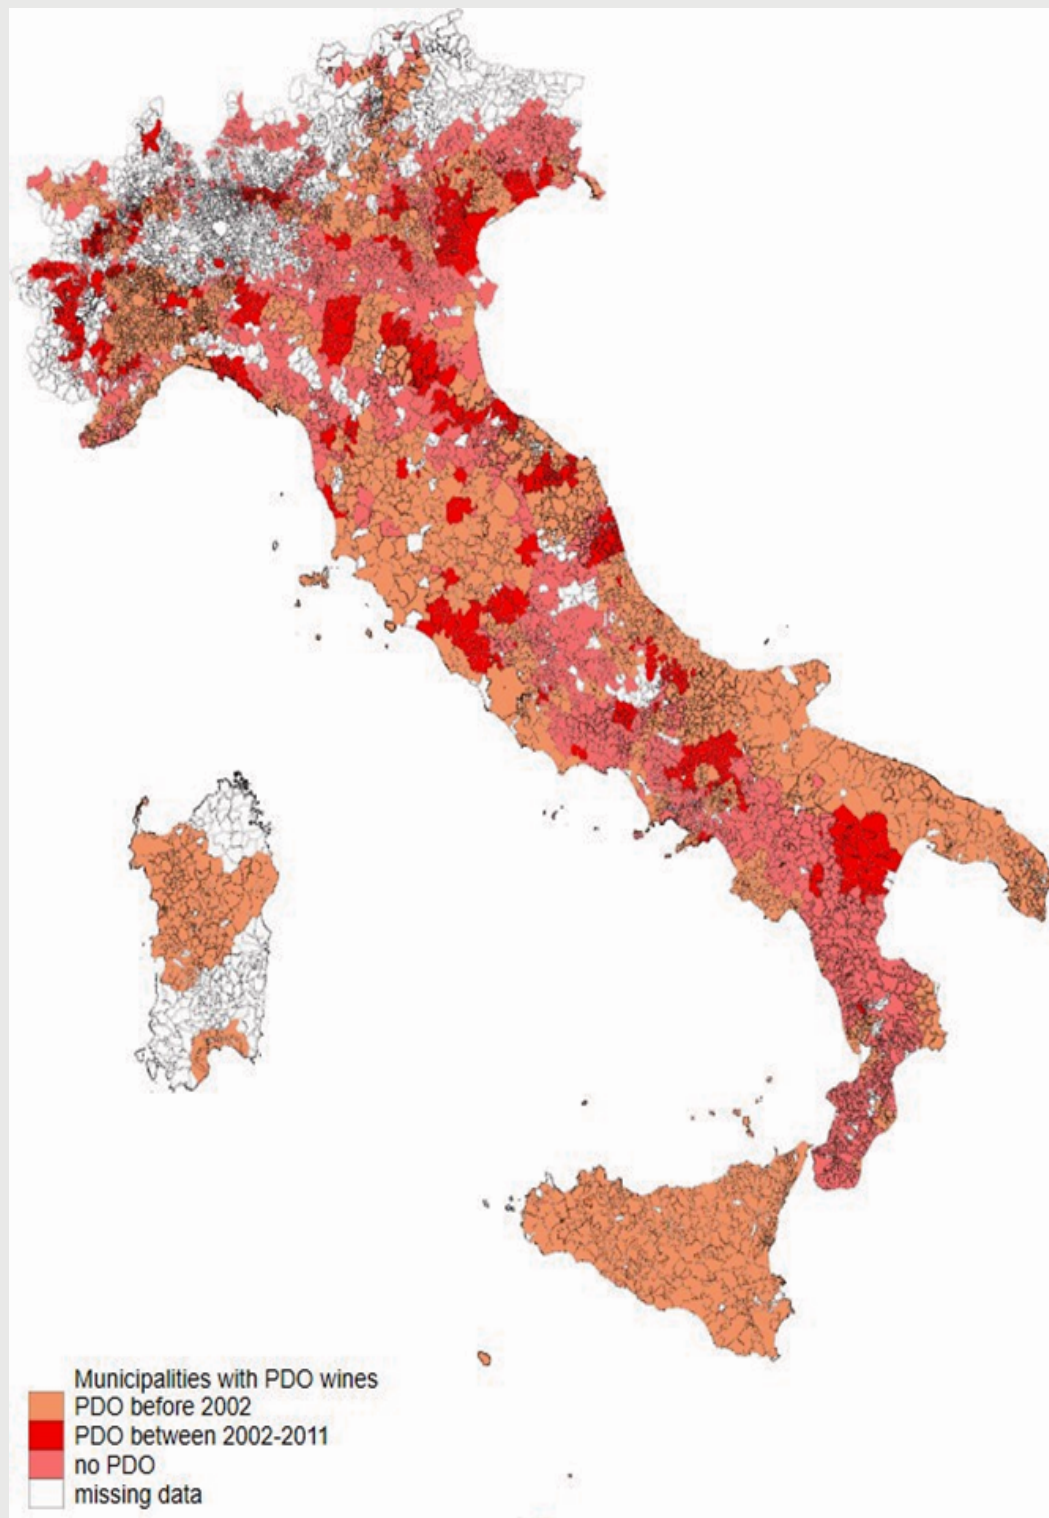 Municipalities with PDO wines
PDO before 2002
PDO between 2002-2011
no PDO
missing data